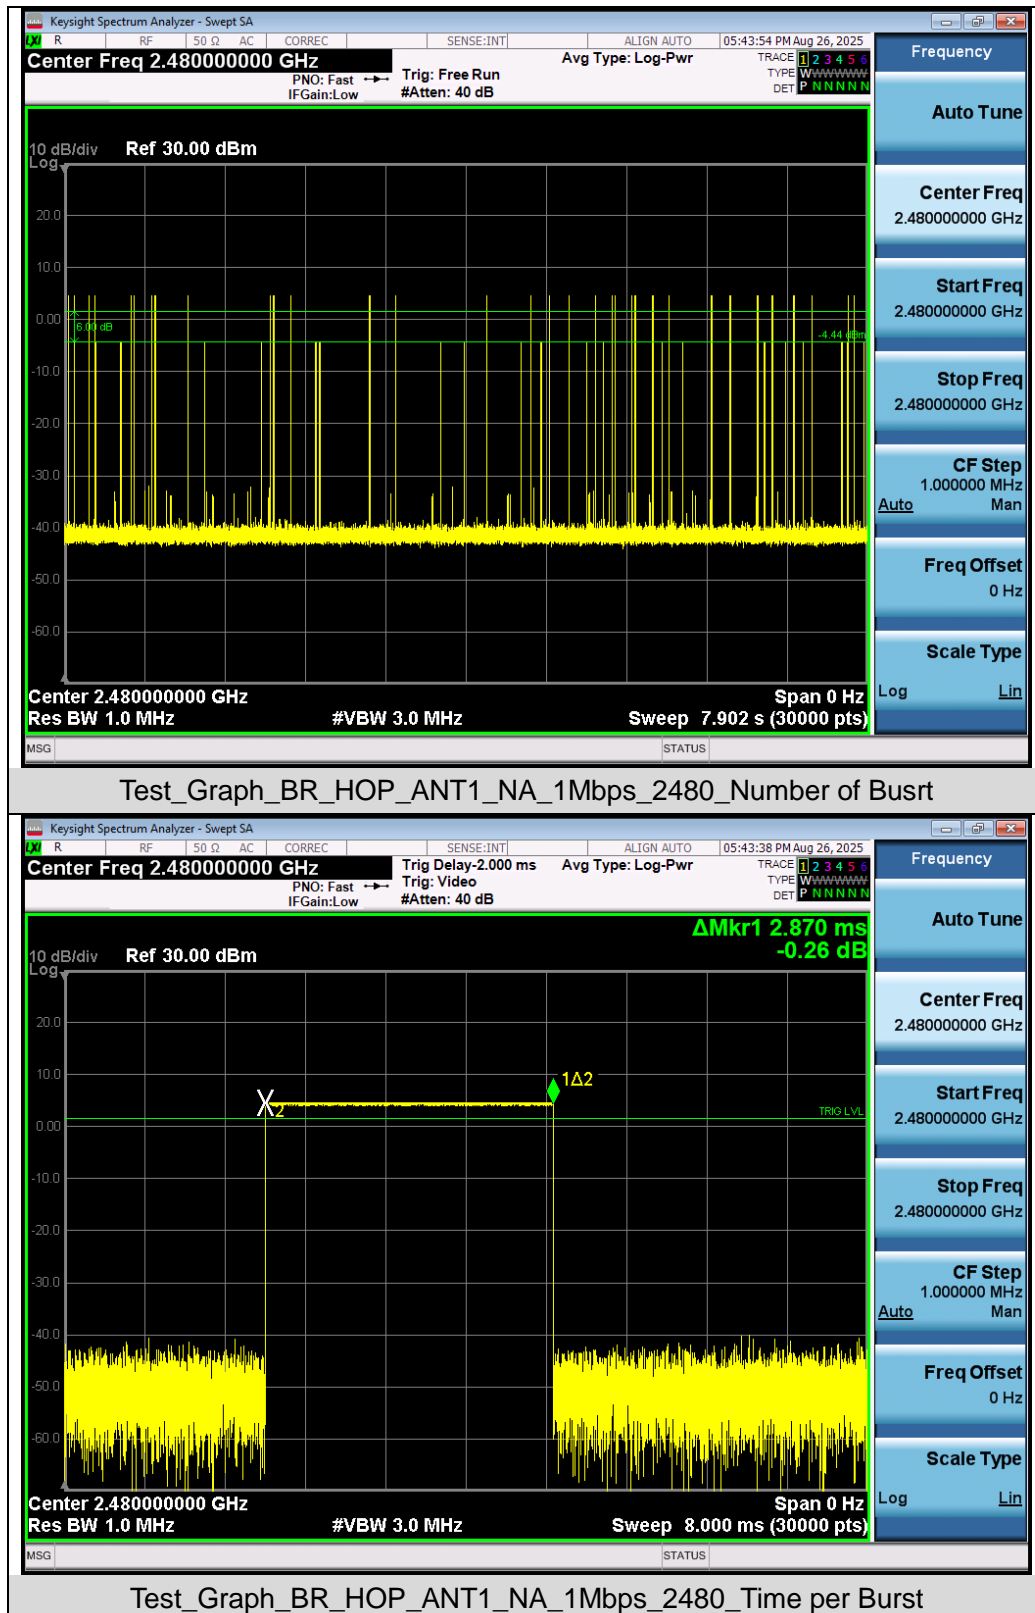 Keysight Spectrum Analyzer - Swept SA
LXI R RF 50 Ω AC CORREC SENSE:INT ALIGN AUTO 05:43:54 PM Aug 26, 2025
Center Freq 2.480000000 GHz Avg Type: Log-Pwr TRACE 1 2 3 4 5 6
PNO: Fast Trig: Free Run TYPE WWWWWW
IFGain:Low #Atten: 40 dB DET P N N N N N
Frequency
Auto Tune
10 dB/div Ref 30.00 dBm
Log
20.0
10.0
0.00
-10.0
-20.0
-30.0
-40.0
-50.0
-60.0
6.00 dB
-4.44 dBm
Center Freq
2.480000000 GHz
Start Freq
2.480000000 GHz
Stop Freq
2.480000000 GHz
CF Step
1.000000 MHz
Auto Man
Freq Offset
0 Hz
Scale Type
Log Lin
Center 2.480000000 GHz Span 0 Hz
Res BW 1.0 MHz #VBW 3.0 MHz Sweep 7.902 s (30000 pts)
MSG STATUS
Test_Graph_BR_HOP_ANT1_NA_1Mbps_2480_Number of Busrt
Keysight Spectrum Analyzer - Swept SA
LXI R RF 50 Ω AC CORREC SENSE:INT ALIGN AUTO 05:43:38 PM Aug 26, 2025
Center Freq 2.480000000 GHz Trig Delay-2.000 ms Avg Type: Log-Pwr TRACE 1 2 3 4 5 6
PNO: Fast Trig: Video TYPE WWWWWW
IFGain:Low #Atten: 40 dB DET P N N N N N
Frequency
Auto Tune
ΔMkr1 2.870 ms
-0.26 dB
10 dB/div Ref 30.00 dBm
Log
20.0
10.0
0.00
-10.0
-20.0
-30.0
-40.0
-50.0
-60.0
2
1Δ2
TRIG LVL
Center Freq
2.480000000 GHz
Start Freq
2.480000000 GHz
Stop Freq
2.480000000 GHz
CF Step
1.000000 MHz
Auto Man
Freq Offset
0 Hz
Scale Type
Log Lin
Center 2.480000000 GHz Span 0 Hz
Res BW 1.0 MHz #VBW 3.0 MHz Sweep 8.000 ms (30000 pts)
MSG STATUS
Test_Graph_BR_HOP_ANT1_NA_1Mbps_2480_Time per Burst